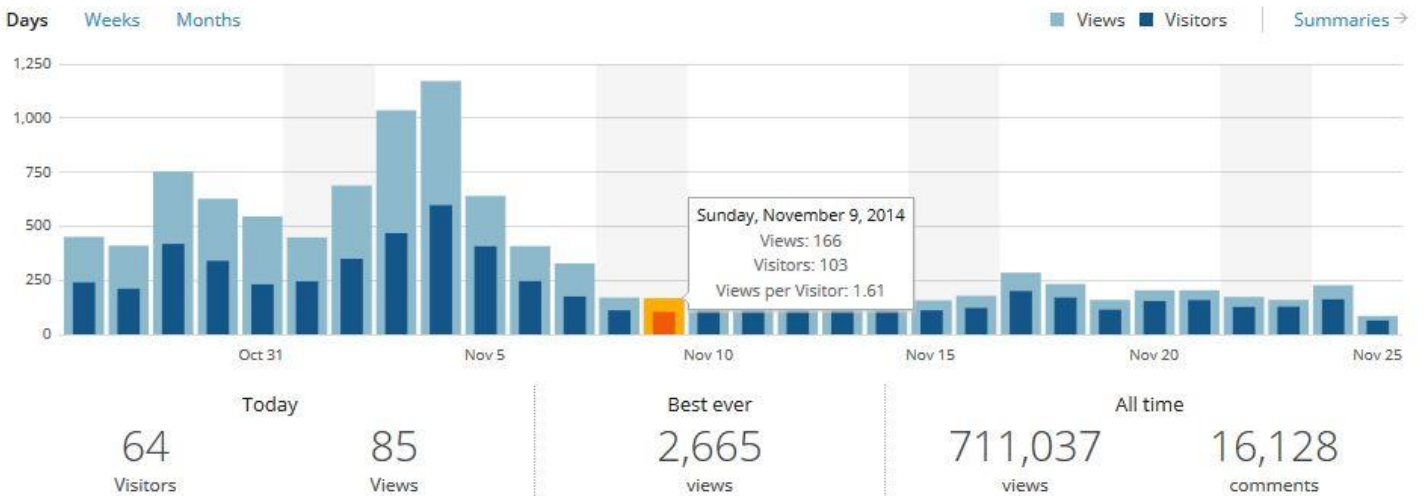 Days Weeks Months Views Visitors Summaries →
1,250
1,000
750
500
250
0
Sunday, November 9, 2014
Views: 166
Visitors: 103
Views per Visitor: 1.61
Oct 31 Nov 5 Nov 10 Nov 15 Nov 20 Nov 25
Today Best ever All time
64 85 2,665 711,037 16,128
Visitors Views views views comments